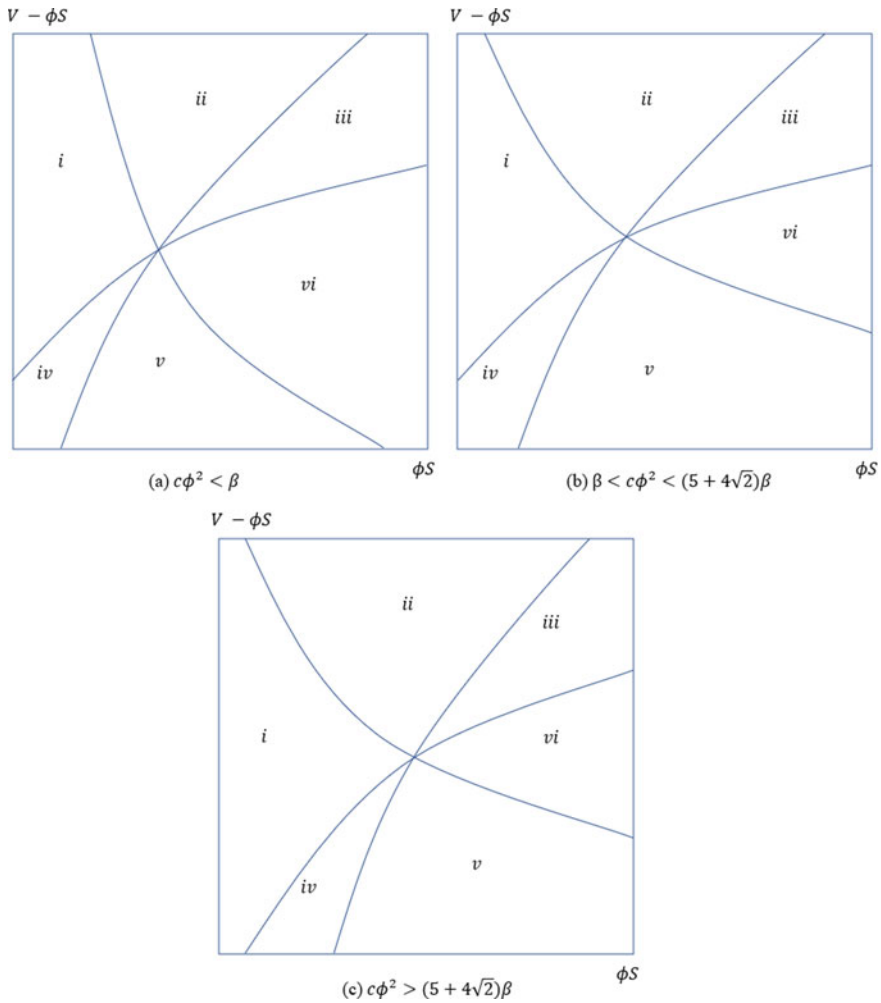 V − ϕS V − ϕS
ii ii
iii iii
i i
vi
vi
v v
iv iv
ϕS ϕS
(a) cϕ² < β (b) β < cϕ² < (5 + 4√2)β
V − ϕS
ii
iii
i vi
v
iv
ϕS
(c) cϕ² > (5 + 4√2)β